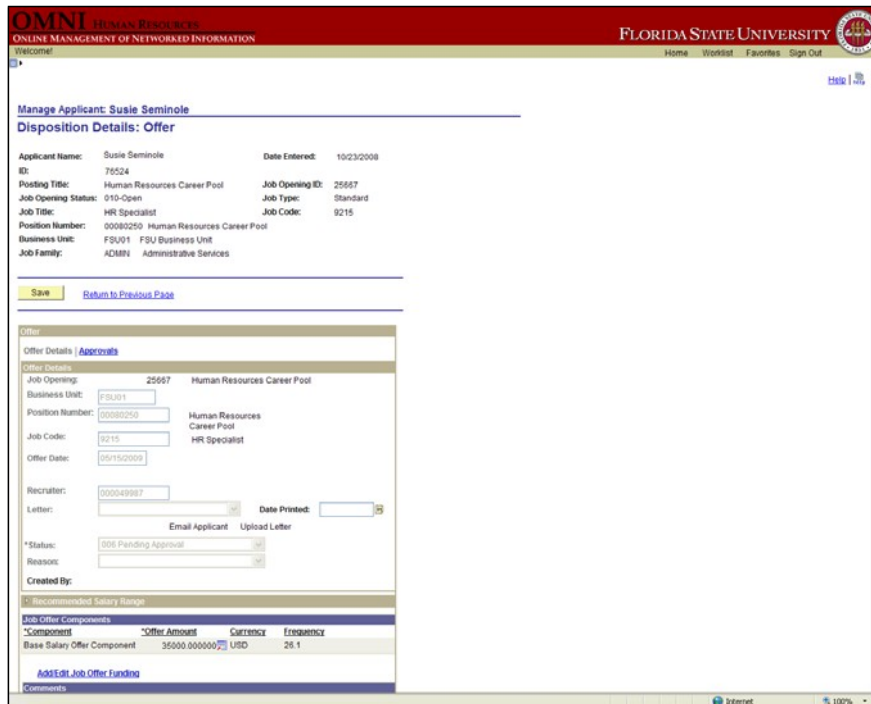 OMNI HUMAN RESOURCES
ONLINE MANAGEMENT OF NETWORKED INFORMATION
FLORIDA STATE UNIVERSITY
Welcome!
Home Worklist Favorites Sign Out
Help
Manage Applicant: Susie Seminole
Disposition Details: Offer
Applicant Name: Susie Seminole Date Entered: 10/23/2008
ID: 76524
Posting Title: Human Resources Career Pool Job Opening ID: 25667
Job Opening Status: 010-Open Job Type: Standard
Job Title: HR Specialist Job Code: 9215
Position Number: 00080250 Human Resources Career Pool
Business Unit: FSU01 FSU Business Unit
Job Family: ADMIN Administrative Services
Save Return to Previous Page
Offer
Offer Details | Approvals
Offer Details
Job Opening: 25667 Human Resources Career Pool
Business Unit: FSU01
Position Number: 00080250 Human Resources
Career Pool
Job Code: 9215 HR Specialist
Offer Date: 05/15/2009
Recruiter: 000049987
Letter: Date Printed:
Email Applicant Upload Letter
*Status: 006 Pending Approval
Reason:
Created By:
Recommended Salary Range
Job Offer Components
*Component *Offer Amount Currency Frequency
Base Salary Offer Component 35000.000000 USD 26.1
Add/Edit Job Offer Funding
Comments
Internet 100%